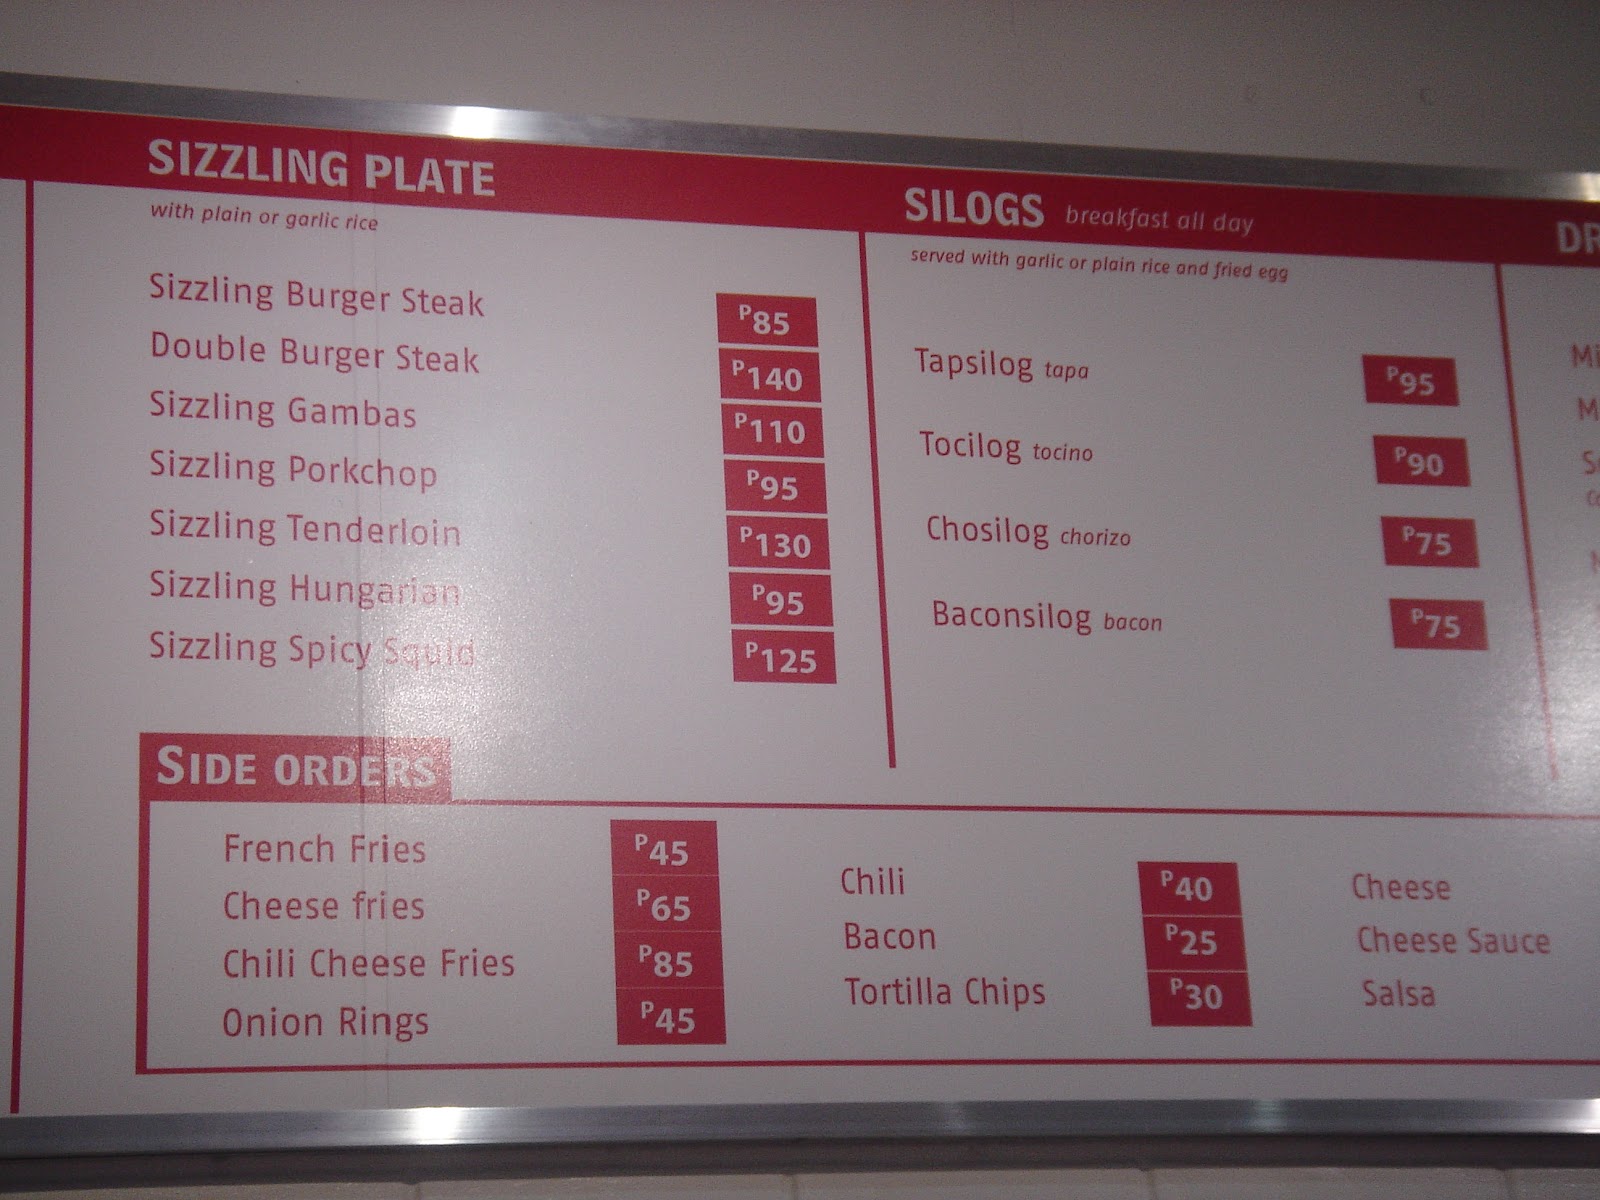 SIZZLING PLATE
with plain or garlic rice
Sizzling Burger Steak P85
Double Burger Steak P140
Sizzling Gambas P110
Sizzling Porkchop P95
Sizzling Tenderloin P130
Sizzling Hungarian P95
Sizzling Spicy Squid P125
SILOGS breakfast all day
served with garlic or plain rice and fried egg
Tapsilog tapa P95
Tocilog tocino P90
Chosilog chorizo P75
Baconsilog bacon P75
SIDE ORDERS
French Fries P45
Cheese fries P65
Chili Cheese Fries P85
Onion Rings P45
Chili P40
Bacon P25
Tortilla Chips P30
Cheese
Cheese Sauce
Salsa